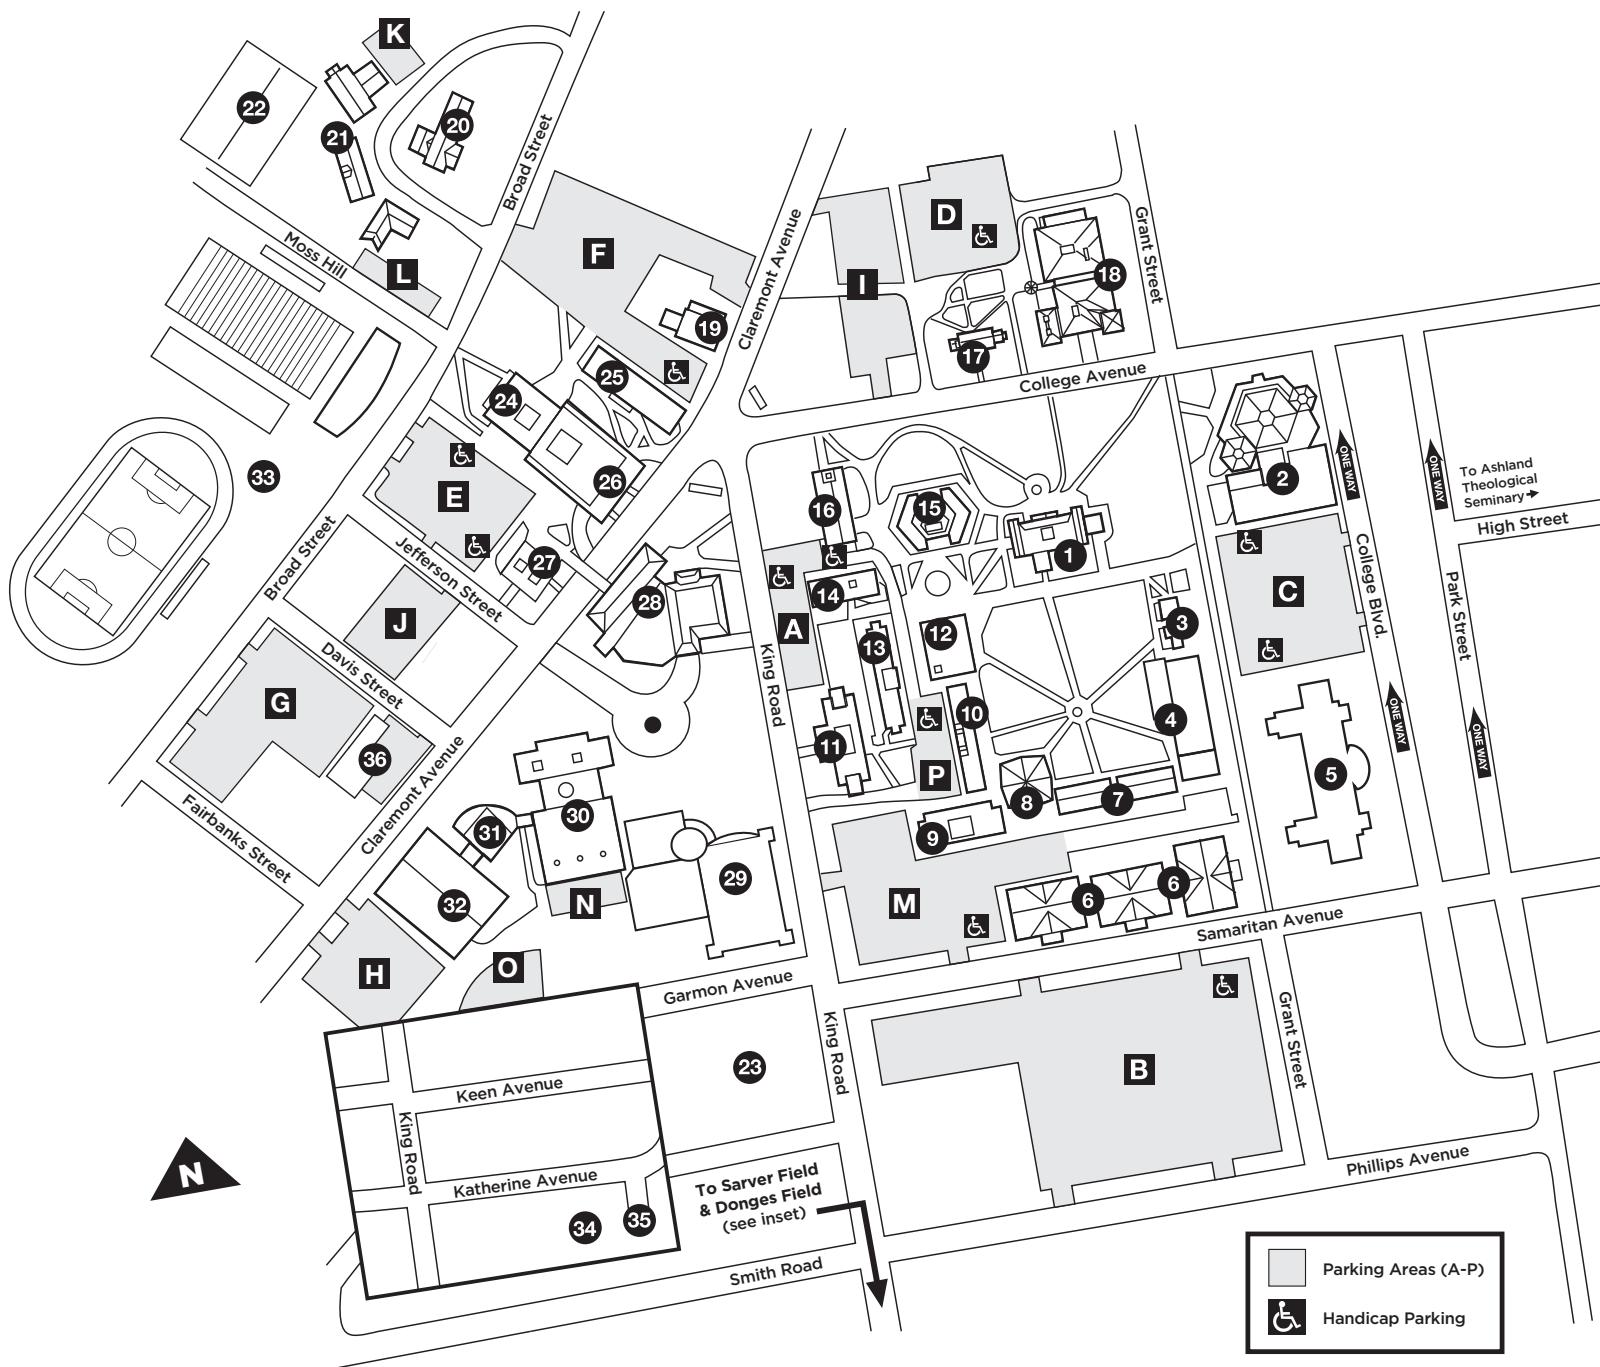 K
22
21
20
Broad Street
F
Moss Hill
L
Claremont Avenue
19
D
I
Grant Street
18
17
College Avenue
25
24
26
E
33
Broad Street
Jefferson Street
27
J
28
Davis Street
G
36
Claremont Avenue
Fairbanks Street
16
15
1
2
ONE WAY
ONE WAY
To Ashland
Theological
Seminary
High Street
14
A
13
12
3
C
College Blvd.
Park Street
King Road
11
10
4
P
8
7
5
ONE WAY
ONE WAY
9
31
30
29
32
N
M
6
6
Samaritan Avenue
H
O
Garmon Avenue
King Road
Grant Street
23
B
Keen Avenue
King Road
Katherine Avenue
34
35
N
To Sarver Field
& Donges Field
(see inset)
Smith Road
Phillips Avenue
Parking Areas (A-P)
Handicap Parking